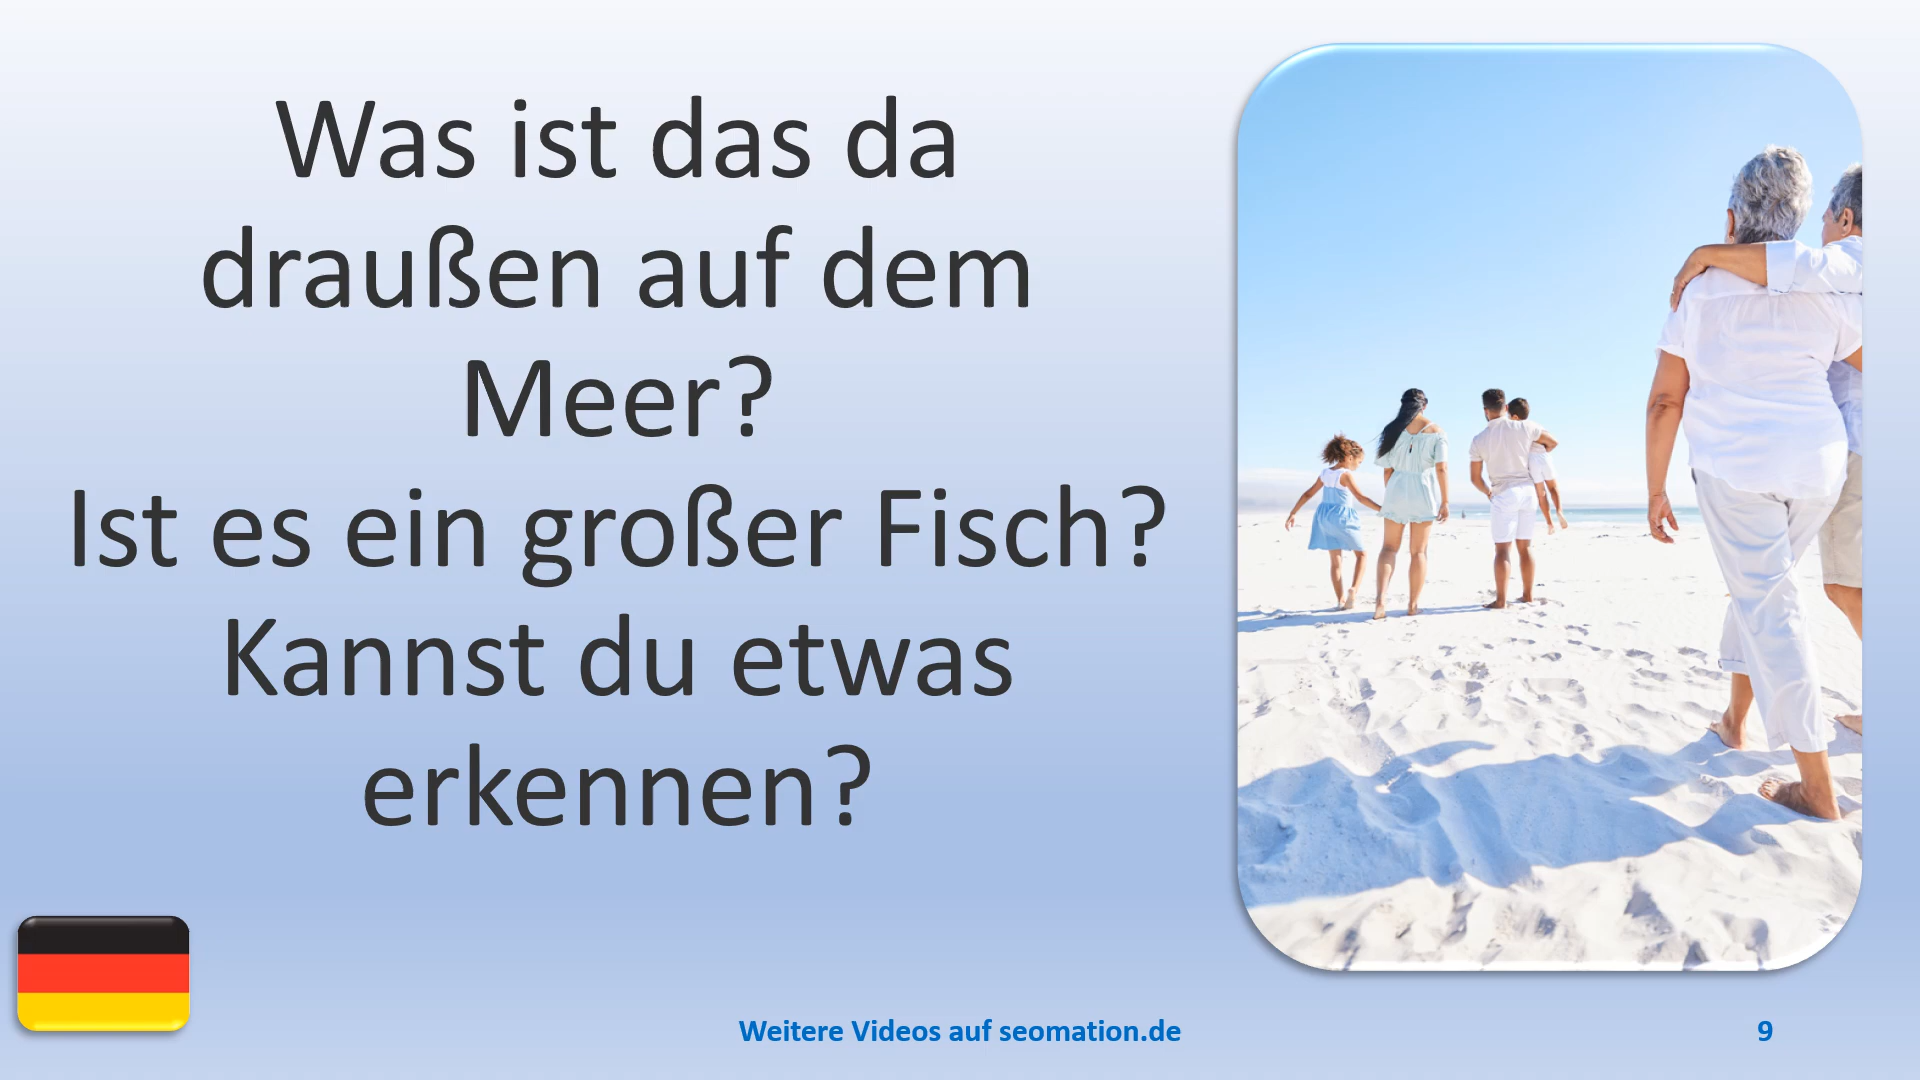 Was ist das da
draußen auf dem
Meer?
Ist es ein großer Fisch?
Kannst du etwas
erkennen?
Weitere Videos auf seomation.de
9